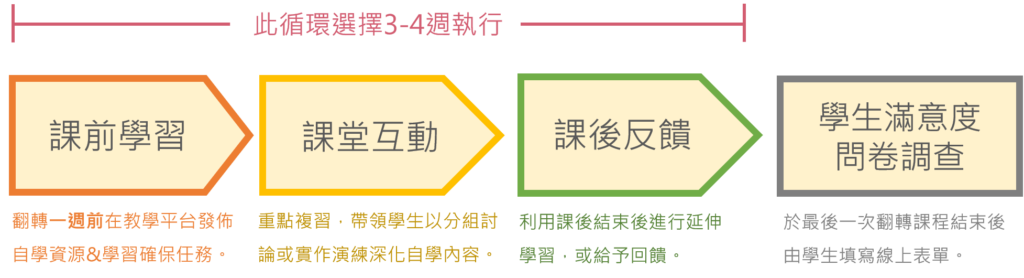 此循環選擇3-4週執行
課前學習
課堂互動
課後反饋
學生滿意度
問卷調查
翻轉一週前在教學平台發佈
自學資源&學習確保任務。
重點複習，帶領學生以分組討
論或實作演練深化自學內容。
利用課後結束後進行延伸
學習，或給予回饋。
於最後一次翻轉課程結束後
由學生填寫線上表單。